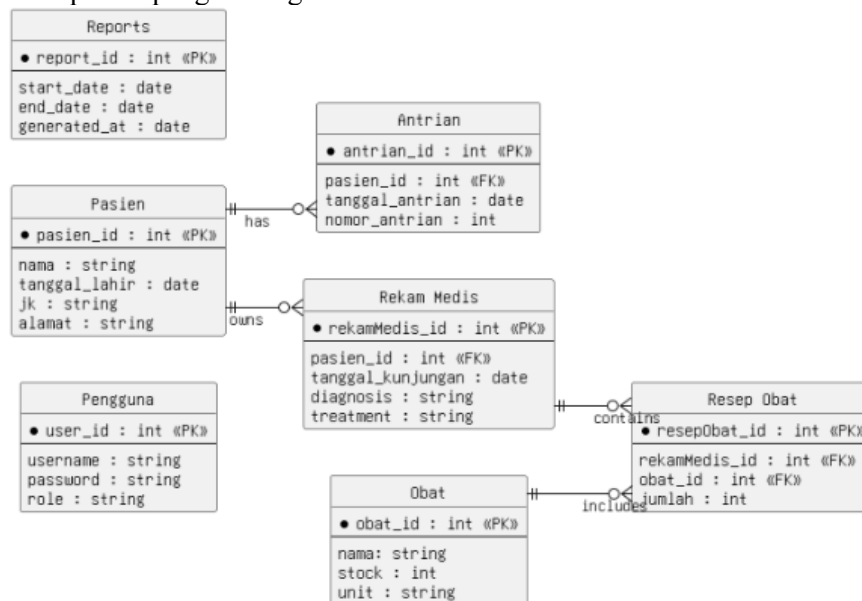 Reports
● report_id : int «PK»
start_date : date
end_date : date
generated_at : date
Antrian
● antrian_id : int «PK»
pasien_id : int «FK»
tanggal_antrian : date
nomor_antrian : int
Pasien
● pasien_id : int «PK»
nama : string
tanggal_lahir : date
jk : string
alamat : string
has
owns
Rekam Medis
● rekamMedis_id : int «PK»
pasien_id : int «FK»
tanggal_kunjungan : date
diagnosis : string
treatment : string
Pengguna
● user_id : int «PK»
username : string
password : string
role : string
contains
Resep Obat
● resepObat_id : int «PK»
rekamMedis_id : int «FK»
obat_id : int «FK»
jumlah : int
Obat
● obat_id : int «PK»
nama: string
stock : int
unit : string
includes